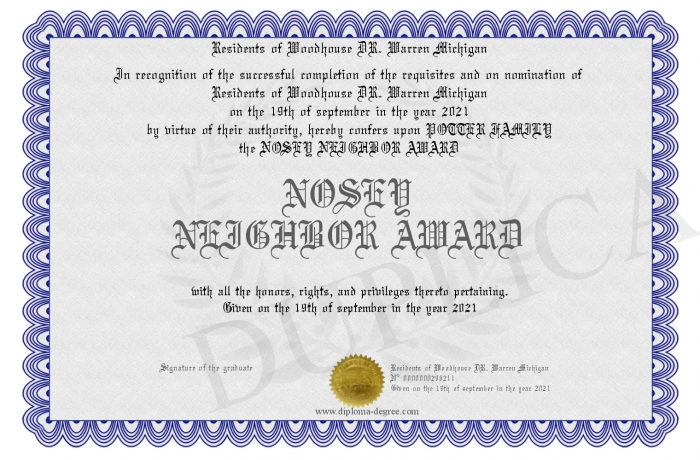 Residents of Woodhouse DR. Warren Michigan
In recognition of the successful completion of the requisites and on nomination of
Residents of Woodhouse DR. Warren Michigan
on the 19th of september in the year 2021
by virtue of their authority, hereby confers upon POTTER FAMILY
the NOSEY NEIGHBOR AWARD
NOSEY
NEIGHBOR AWARD
with all the honors, rights, and privileges thereto pertaining.
Given on the 19th of september in the year 2021
Signature of the graduate
Residents of Woodhouse DR. Warren Michigan
N° 0000000298211
Given on the 19th of september in the year 2021
www.diploma-degree.com
DUPLICA